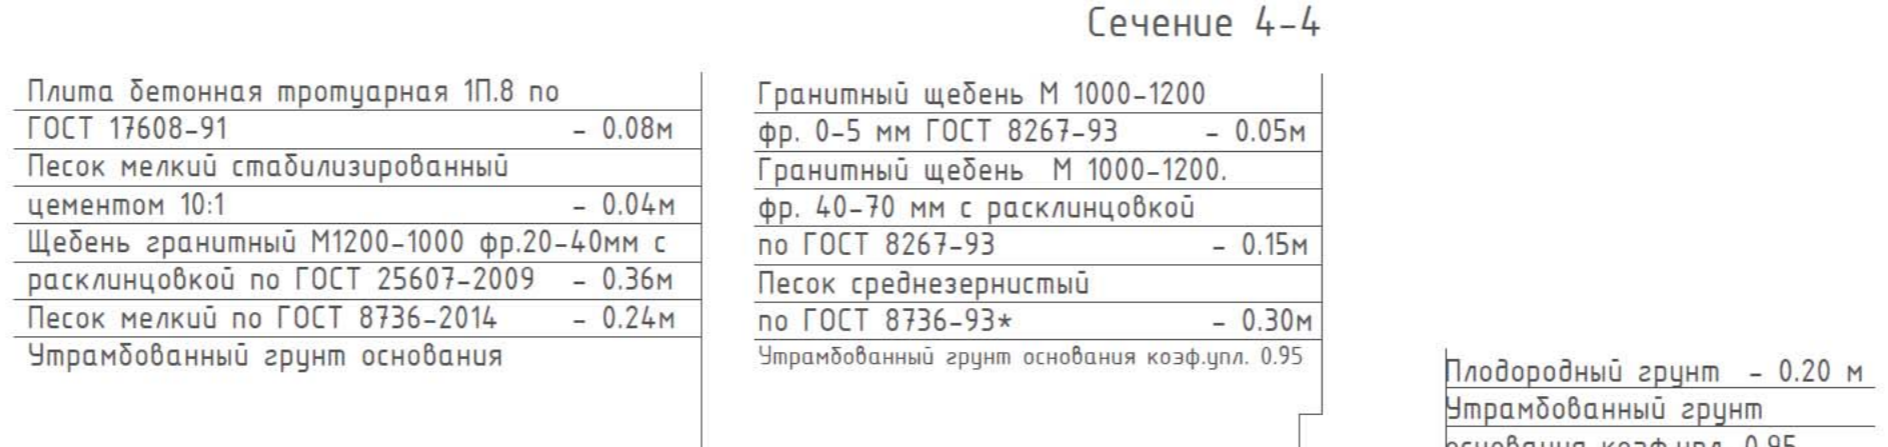 Сечение 4-4
Плита бетонная тротуарная 1П.8 по
ГОСТ 17608-91 - 0.08м
Песок мелкий стабилизированный
цементом 10:1 - 0.04м
Щебень гранитный М1200-1000 фр.20-40мм с
расклинцовкой по ГОСТ 25607-2009 - 0.36м
Песок мелкий по ГОСТ 8736-2014 - 0.24м
Утрамбованный грунт основания
Гранитный щебень М 1000-1200
фр. 0-5 мм ГОСТ 8267-93 - 0.05м
Гранитный щебень М 1000-1200.
фр. 40-70 мм с расклинцовкой
по ГОСТ 8267-93 - 0.15м
Песок среднезернистый
по ГОСТ 8736-93* - 0.30м
Утрамбованный грунт основания коэф.упл. 0.95
Плодородный грунт - 0.20 м
Утрамбованный грунт
основания коэф.упл. 0.95